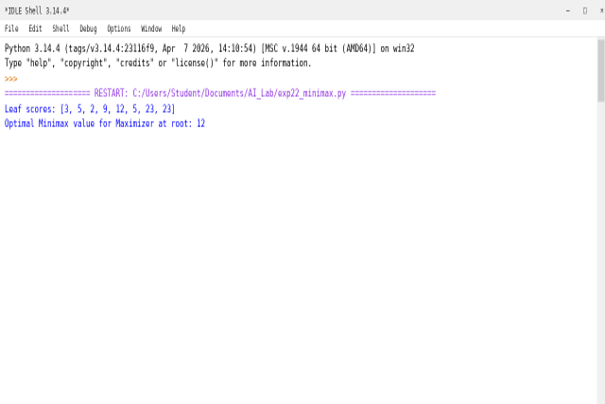 *IDLE Shell 3.14.4*
File Edit Shell Debug Options Window Help
Python 3.14.4 (tags/v3.14.4:23116f9, Apr  7 2026, 14:10:54) [MSC v.1944 64 bit (AMD64)] on win32
Type "help", "copyright", "credits" or "license()" for more information.
>>>
==================== RESTART: C:/Users/Student/Documents/AI_Lab/exp22_minimax.py ====================
Leaf scores: [3, 5, 2, 9, 12, 5, 23, 23]
Optimal Minimax value for Maximizer at root: 12